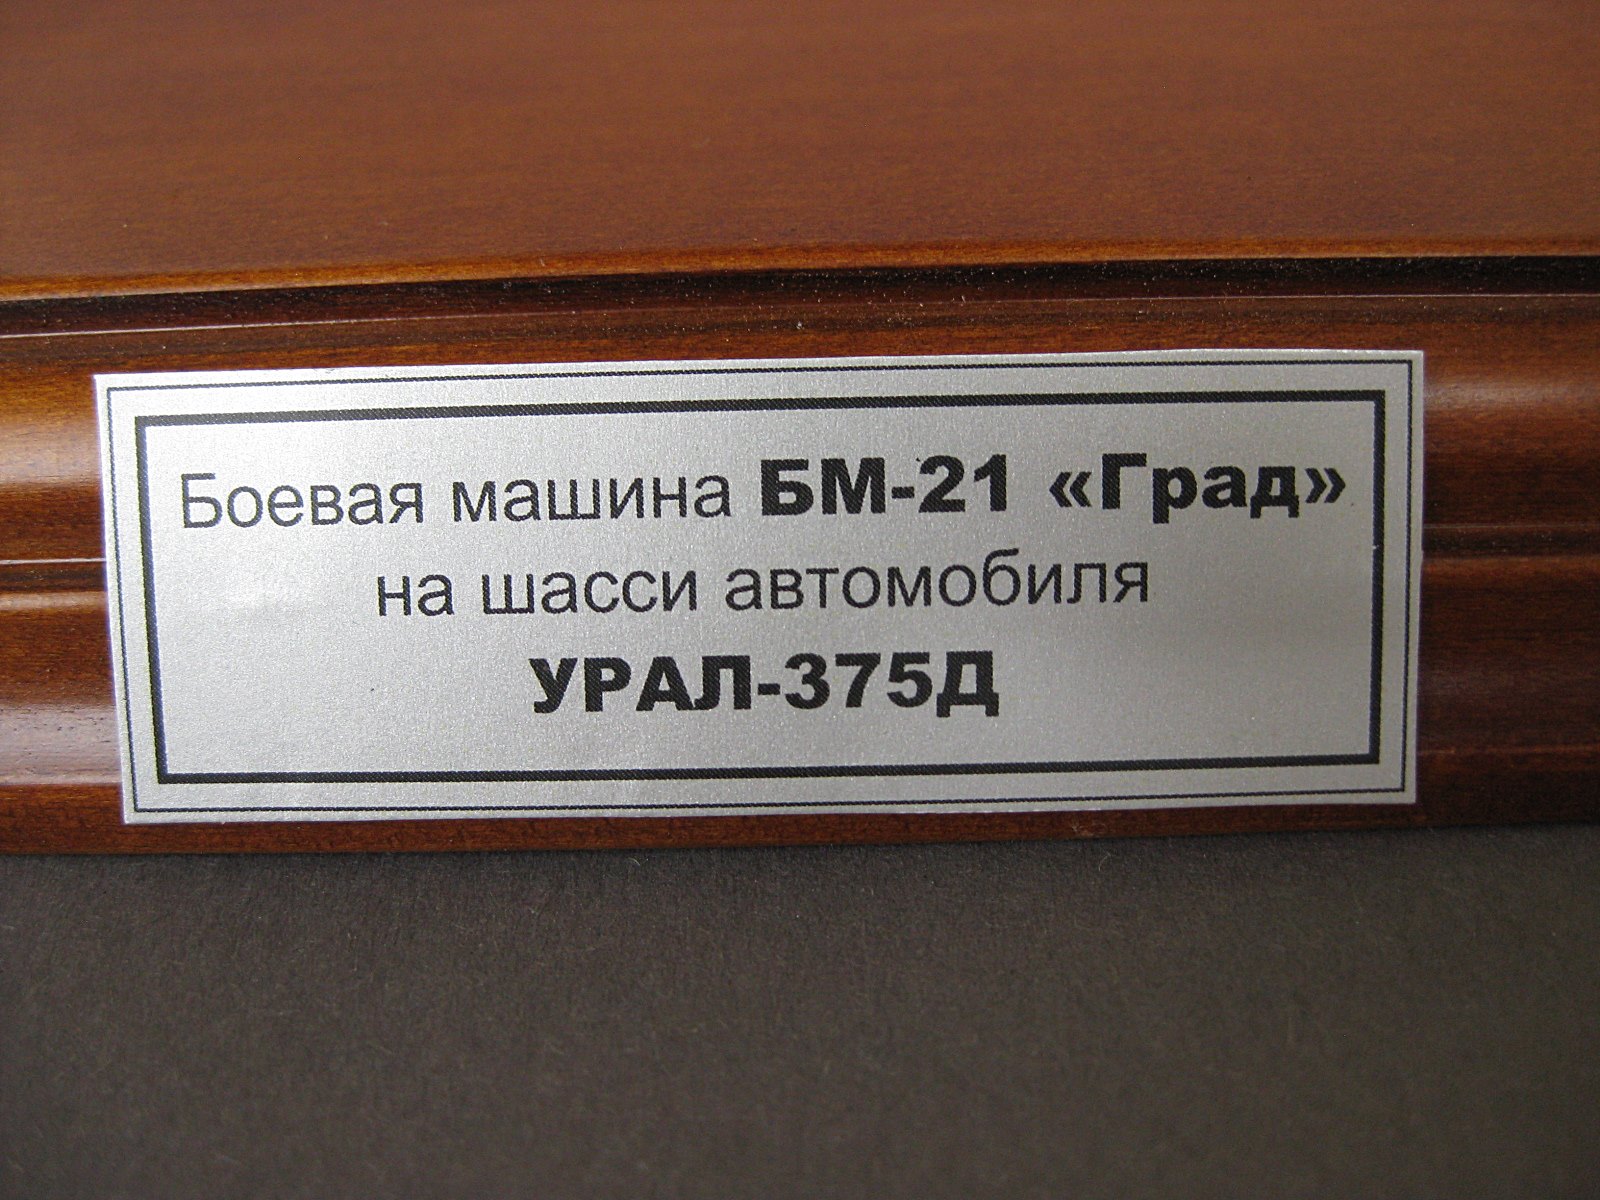 Боевая машина БМ-21 «Град»
на шасси автомобиля
УРАЛ-375Д